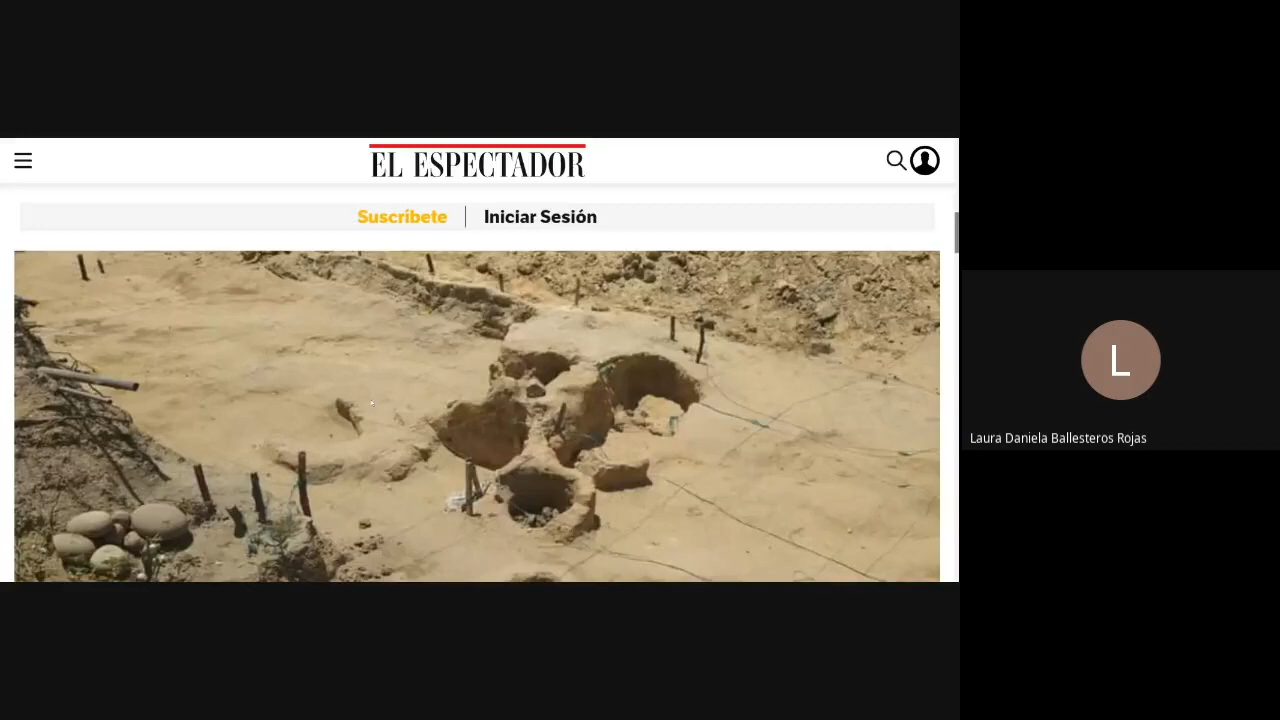 EL ESPECTADOR
Suscríbete | Iniciar Sesión
L
Laura Daniela Ballesteros Rojas